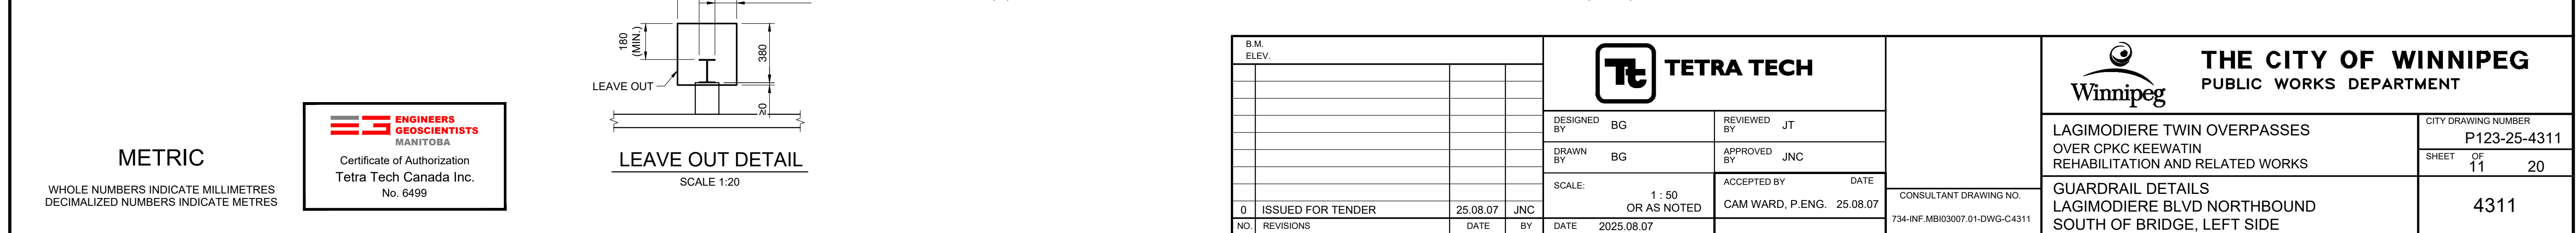 180
(MIN.)
380
LEAVE OUT
≥0
LEAVE OUT DETAIL
SCALE 1:20
METRIC
WHOLE NUMBERS INDICATE MILLIMETRES
DECIMALIZED NUMBERS INDICATE METRES
ENGINEERS
GEOSCIENTISTS
MANITOBA
Certificate of Authorization
Tetra Tech Canada Inc.
No. 6499
B.M.
ELEV.
0 ISSUED FOR TENDER 25.08.07 JNC
NO. REVISIONS DATE BY
Tt TETRA TECH
DESIGNED BY BG
REVIEWED BY JT
DRAWN BY BG
APPROVED BY JNC
SCALE:
1 : 50
OR AS NOTED
ACCEPTED BY DATE
CAM WARD, P.ENG. 25.08.07
DATE 2025.08.07
CONSULTANT DRAWING NO.
734-INF.MBI03007.01-DWG-C4311
Winnipeg
THE CITY OF WINNIPEG
PUBLIC WORKS DEPARTMENT
LAGIMODIERE TWIN OVERPASSES
OVER CPKC KEEWATIN
REHABILITATION AND RELATED WORKS
CITY DRAWING NUMBER
P123-25-4311
SHEET OF
11 20
GUARDRAIL DETAILS
LAGIMODIERE BLVD NORTHBOUND
SOUTH OF BRIDGE, LEFT SIDE
4311